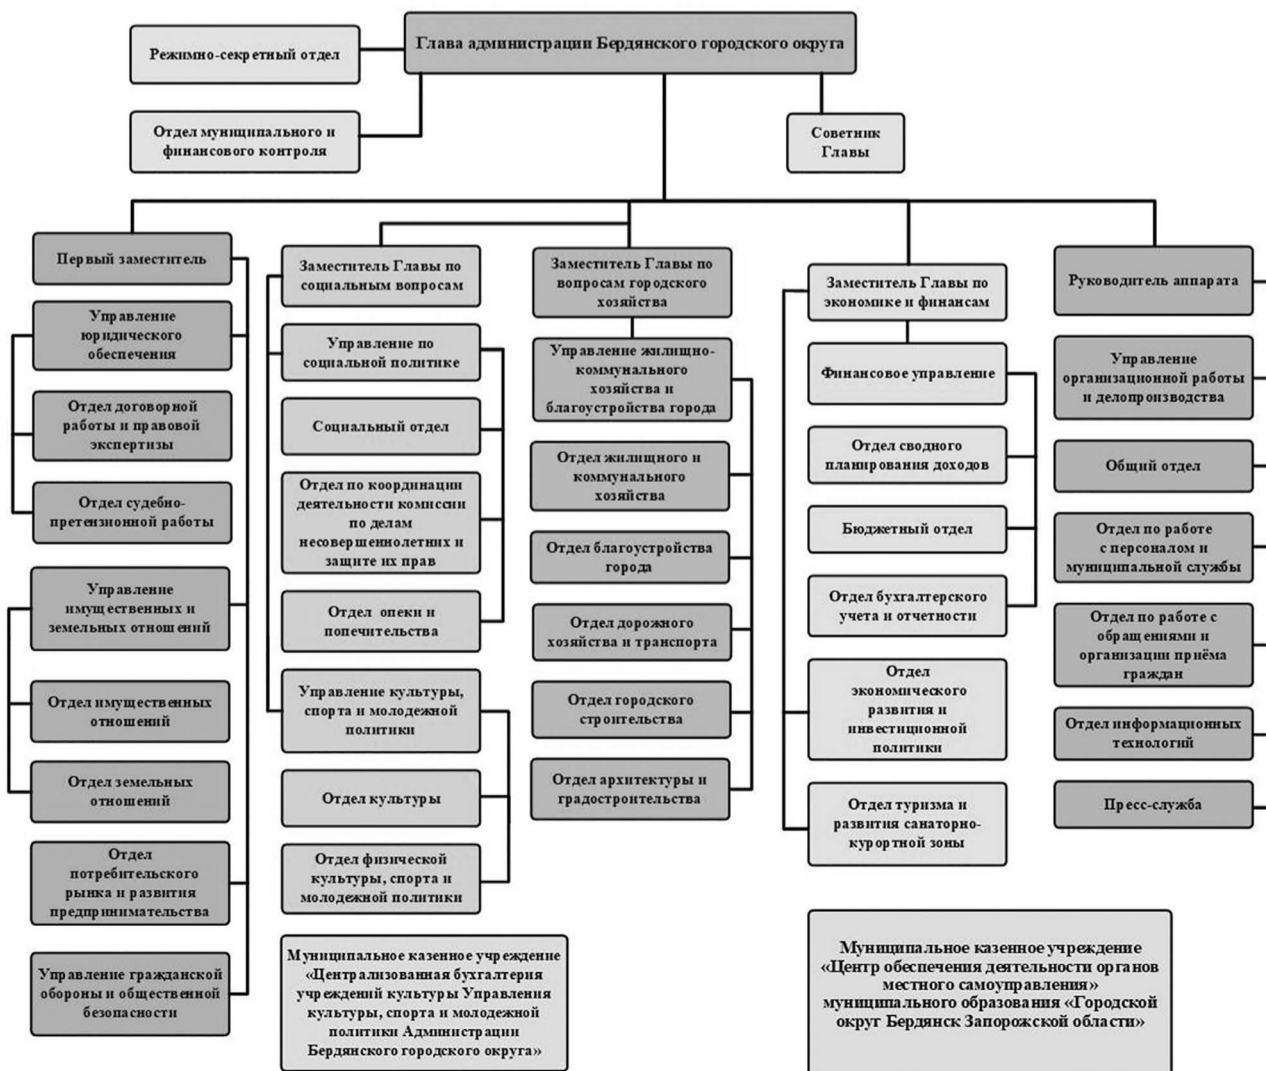 Глава администрации Бердянского городского округа
Режимно-секретный отдел
Отдел муниципального и
финансового контроля
Советник
Главы
Первый заместитель
Управление
юридического
обеспечения
Отдел договорной
работы и правовой
экспертизы
Отдел судебно-
претензионной работы
Управление
имущественных и
земельных отношений
Отдел имущественных
отношений
Отдел земельных
отношений
Отдел
потребительского
рынка и развития
предпринимательства
Управление гражданской
обороны и общественной
безопасности
Заместитель Главы по
социальным вопросам
Управление по
социальной политике
Социальный отдел
Отдел по координации
деятельности комиссии
по делам
несовершеннолетних и
защите их прав
Отдел опеки и
попечительства
Управление культуры,
спорта и молодежной
политики
Отдел культуры
Отдел физической
культуры, спорта и
молодежной политики
Муниципальное казенное учреждение
«Централизованная бухгалтерия
учреждений культуры Управления
культуры, спорта и молодежной
политики Администрации
Бердянского городского округа»
Заместитель Главы по
вопросам городского
хозяйства
Управление жилищно-
коммунального
хозяйства и
благоустройства города
Отдел жилищного и
коммунального
хозяйства
Отдел благоустройства
города
Отдел дорожного
хозяйства и транспорта
Отдел городского
строительства
Отдел архитектуры и
градостроительства
Заместитель Главы по
экономике и финансам
Финансовое управление
Отдел сводного
планирования доходов
Бюджетный отдел
Отдел бухгалтерского
учета и отчетности
Отдел
экономического
развития и
инвестиционной
политики
Отдел туризма и
развития санаторно-
курортной зоны
Руководитель аппарата
Управление
организационной работы
и делопроизводства
Общий отдел
Отдел по работе
с персоналом и
муниципальной службы
Отдел по работе с
обращениями и
организации приёма
граждан
Отдел информационных
технологий
Пресс-служба
Муниципальное казенное учреждение
«Центр обеспечения деятельности органов
местного самоуправления»
муниципального образования «Городской
округ Бердянск Запорожской области»